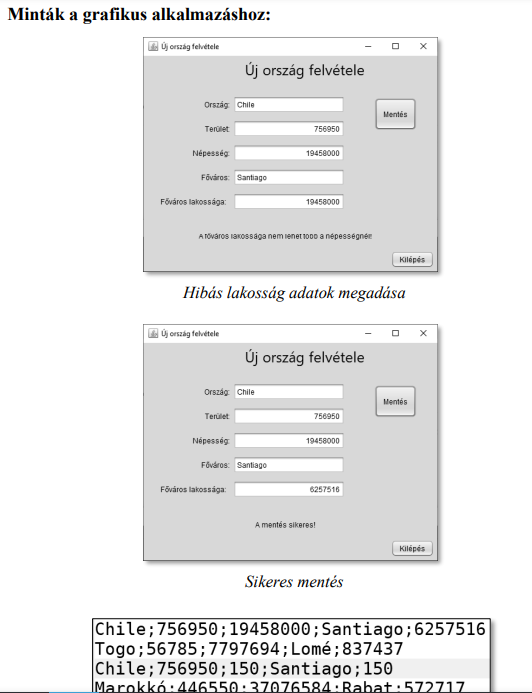 Minták a grafikus alkalmazáshoz:
Új ország felvétele
Új ország felvétele
Ország: Chile
Mentés
Terület: 756950
Népesség: 19458000
Főváros: Santiago
Főváros lakossága: 19458000
A főváros lakossága nem lehet több a népességnél!
Kilépés
Hibás lakosság adatok megadása
Új ország felvétele
Új ország felvétele
Ország: Chile
Mentés
Terület: 756950
Népesség: 19458000
Főváros: Santiago
Főváros lakossága: 6257516
A mentés sikeres!
Kilépés
Sikeres mentés
Chile;756950;19458000;Santiago;6257516
Togo;56785;7797694;Lomé;837437
Chile;756950;150;Santiago;150
Marokkó;446550;37076584;Rabat;572717